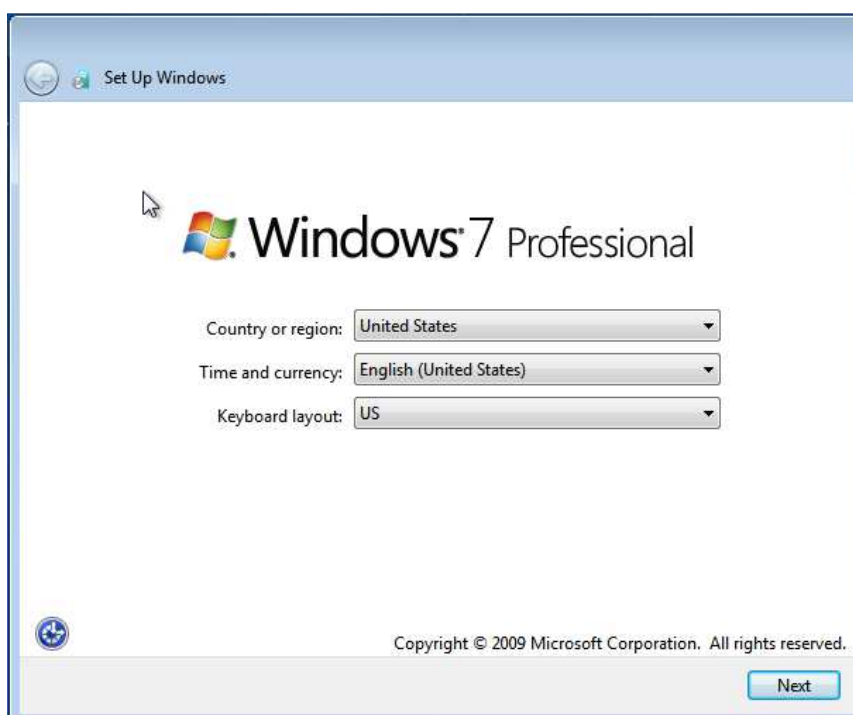 Set Up Windows
Windows 7 Professional
Country or region: United States
Time and currency: English (United States)
Keyboard layout: US
Copyright © 2009 Microsoft Corporation. All rights reserved.
Next